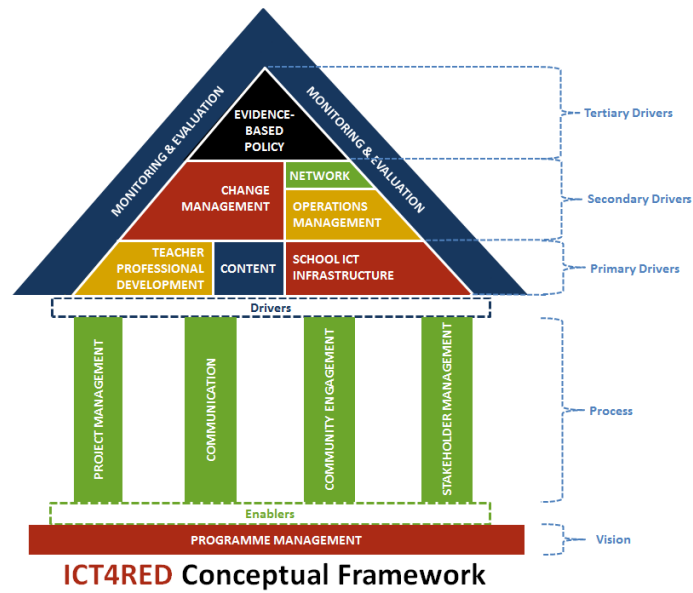 MONITORING & EVALUATION
MONITORING & EVALUATION
EVIDENCE-
BASED
POLICY
Tertiary Drivers
CHANGE
MANAGEMENT
NETWORK
OPERATIONS
MANAGEMENT
Secondary Drivers
TEACHER
PROFESSIONAL
DEVELOPMENT
CONTENT
SCHOOL ICT
INFRASTRUCTURE
Primary Drivers
Drivers
PROJECT MANAGEMENT
COMMUNICATION
COMMUNITY ENGAGEMENT
STAKEHOLDER MANAGEMENT
Process
Enablers
PROGRAMME MANAGEMENT
Vision
ICT4RED Conceptual Framework